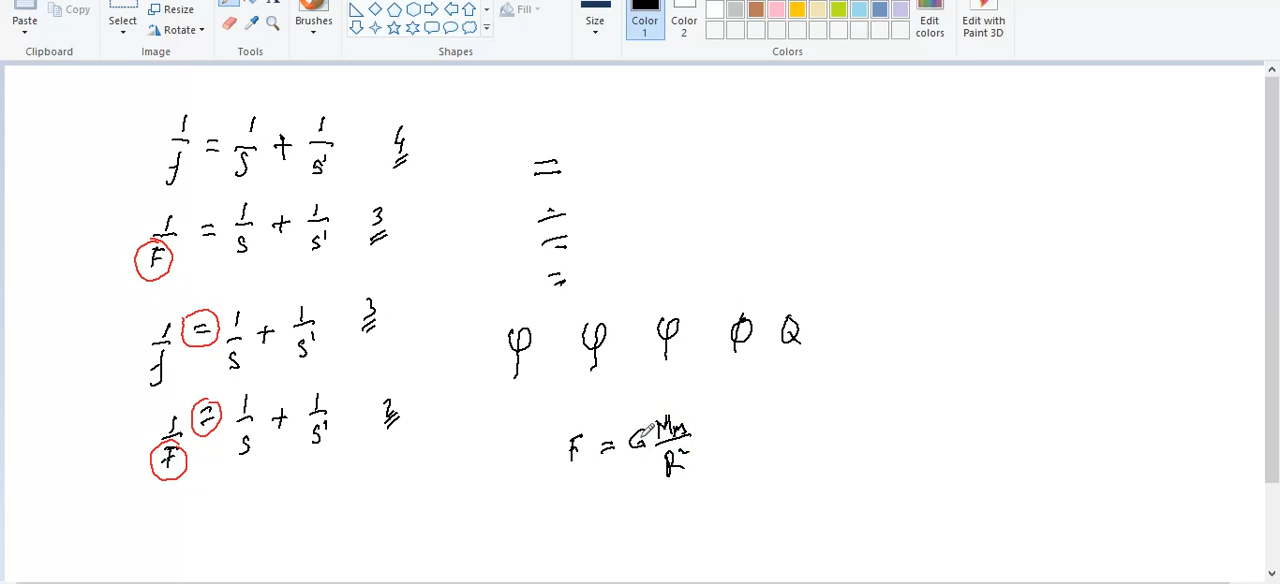 Copy
Paste
Select
Resize
Rotate
Brushes
Fill
Size
Color 1
Color 2
Edit colors
Edit with Paint 3D
Clipboard
Image
Tools
Shapes
Colors
1/f = 1/s + 1/s' 4
=
1/F = 1/s + 1/s' 3
=
=
=
1/f = 1/s + 1/s' 3
φ φ φ ϕ Q
1/F = 1/s + 1/s' 2
F = G Mm/R²